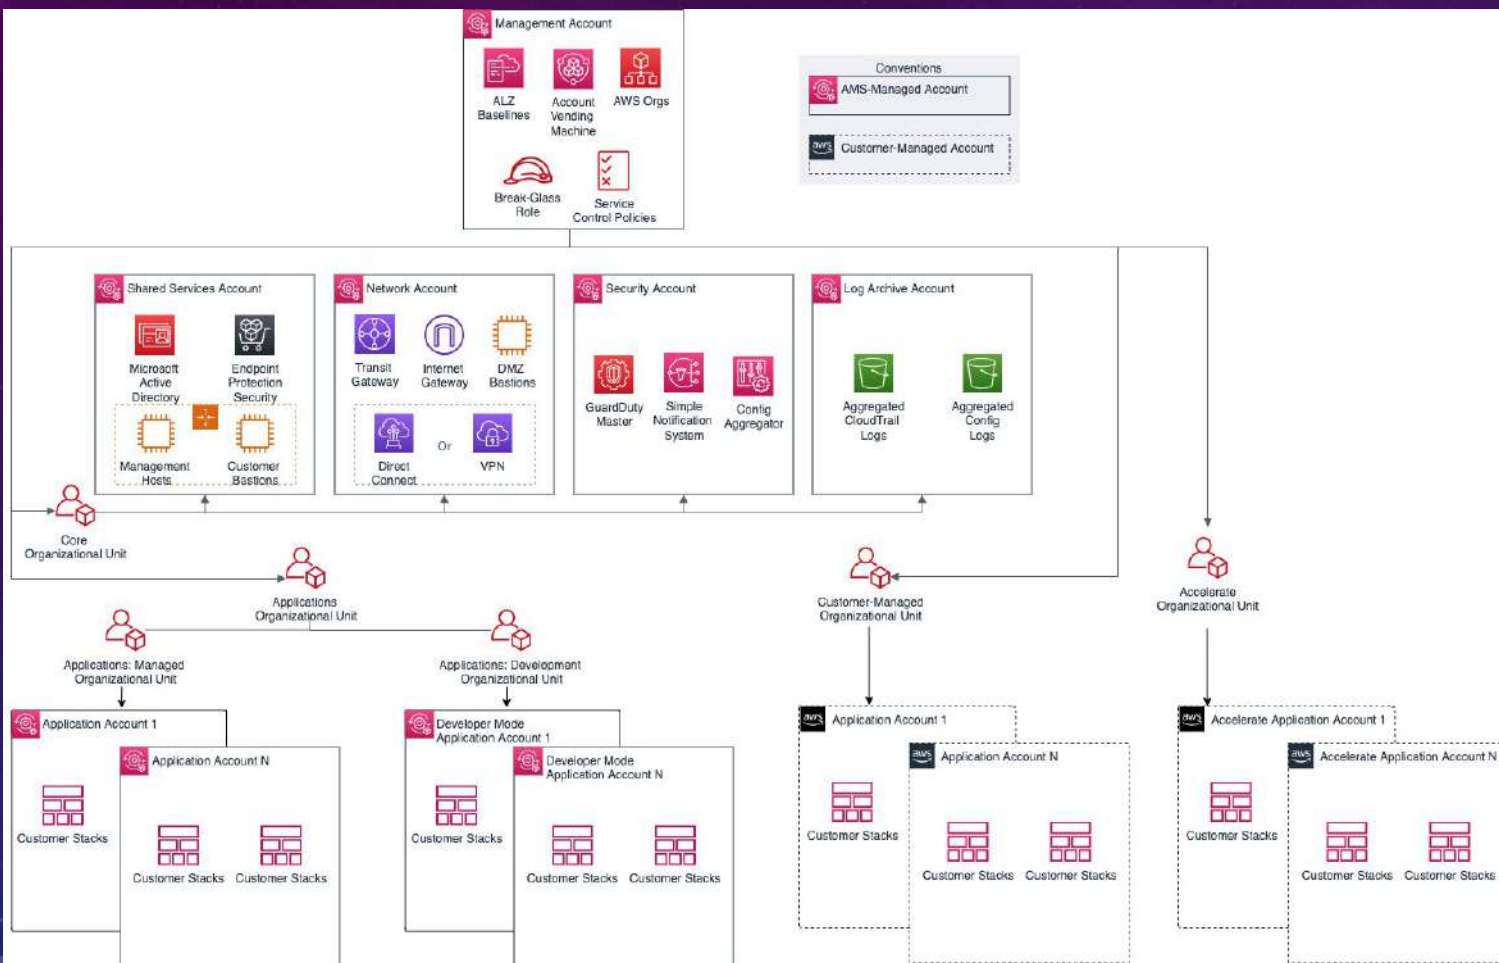 Management Account
ALZ
Baselines
Account
Vending
Machine
AWS Orgs
Break-Glass
Role
Service
Control Policies
Conventions
AMS-Managed Account
aws
Customer-Managed Account
Shared Services Account
Microsoft
Active
Directory
Endpoint
Protection
Security
Management
Hosts
Customer
Bastions
Network Account
Transit
Gateway
Internet
Gateway
DMZ
Bastions
Direct
Connect
Or
VPN
Security Account
GuardDuty
Master
Simple
Notification
System
Config
Aggregator
Log Archive Account
Aggregated
CloudTrail
Logs
Aggregated
Config
Logs
Core
Organizational Unit
Applications
Organizational Unit
Customer-Managed
Organizational Unit
Accelerate
Organizational Unit
Applications: Managed
Organizational Unit
Applications: Development
Organizational Unit
Application Account 1
Customer Stacks
Application Account N
Customer Stacks
Customer Stacks
Developer Mode
Application Account 1
Customer Stacks
Developer Mode
Application Account N
Customer Stacks
Customer Stacks
aws
Application Account 1
Customer Stacks
aws
Application Account N
Customer Stacks
Customer Stacks
aws
Accelerate Application Account 1
Customer Stacks
aws
Accelerate Application Account N
Customer Stacks
Customer Stacks